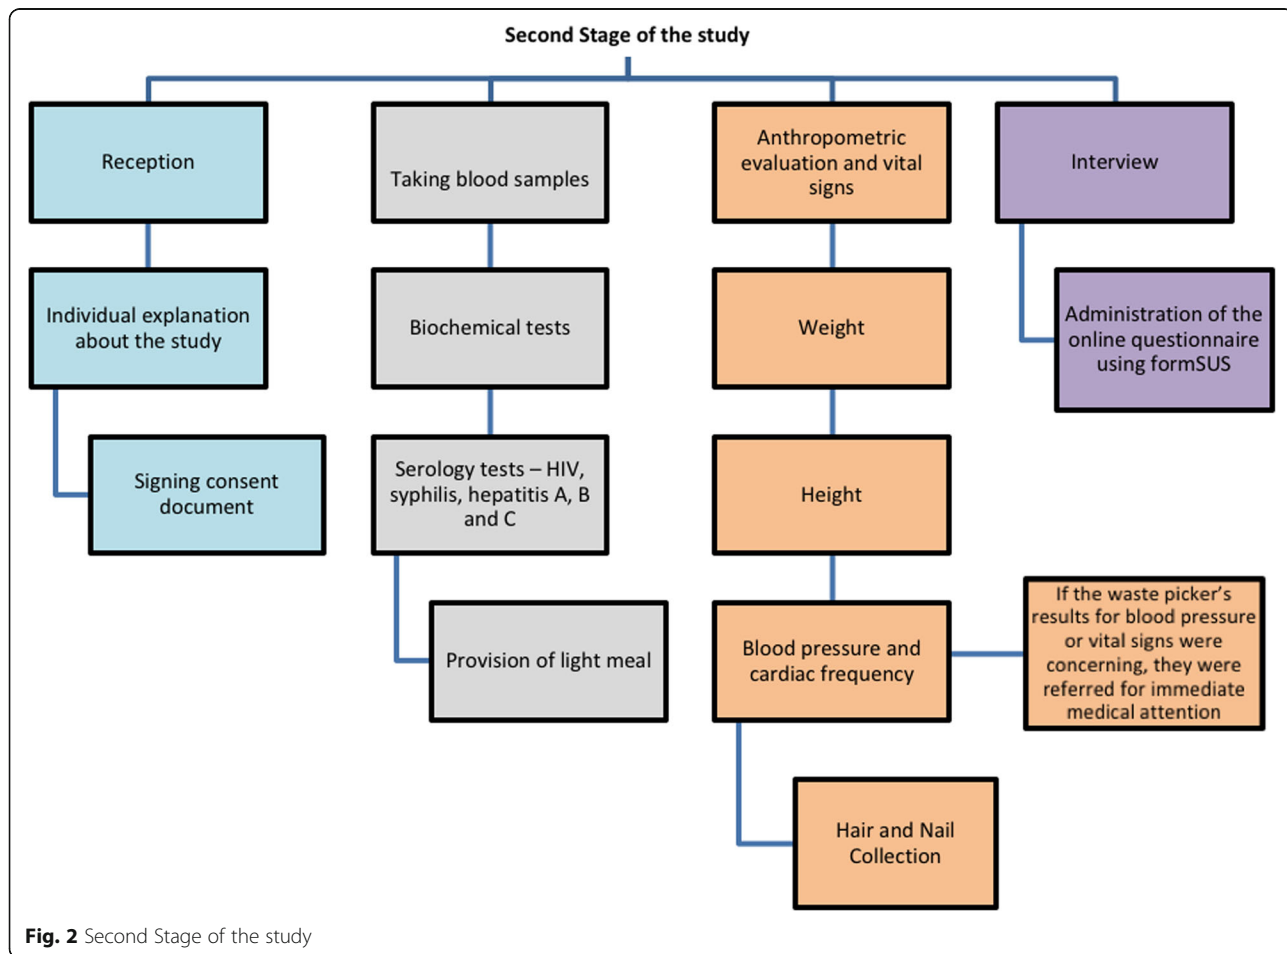 Second Stage of the study
Reception
Individual explanation
about the study
Signing consent
document
Taking blood samples
Biochemical tests
Serology tests – HIV,
syphilis, hepatitis A, B
and C
Provision of light meal
Anthropometric
evaluation and vital
signs
Weight
Height
Blood pressure and
cardiac frequency
If the waste picker's
results for blood pressure
or vital signs were
concerning, they were
referred for immediate
medical attention
Hair and Nail
Collection
Interview
Administration of the
online questionnaire
using formSUS
Fig. 2 Second Stage of the study